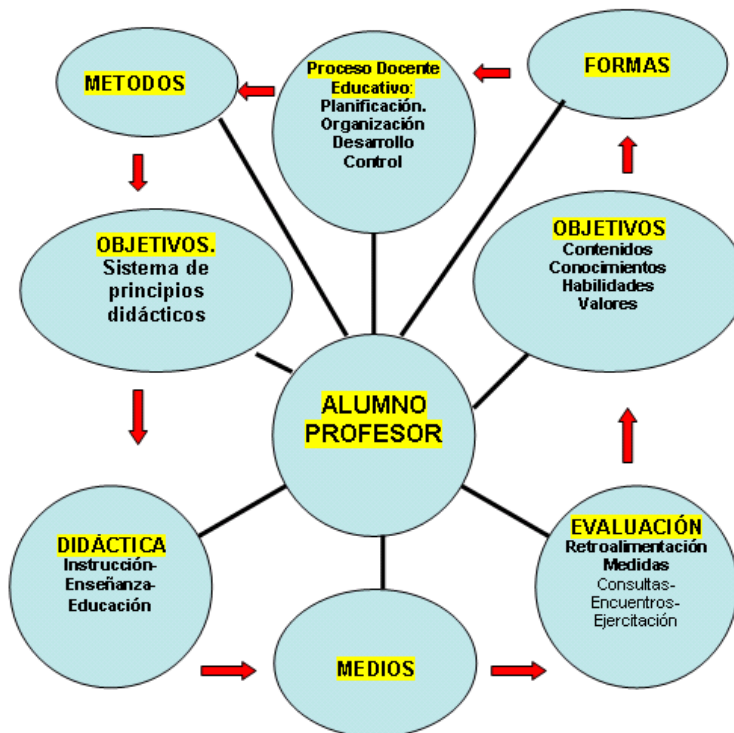 METODOS
Proceso Docente
Educativo:
Planificación.
Organización
Desarrollo
Control
FORMAS
OBJETIVOS.
Sistema de
principios
didácticos
OBJETIVOS
Contenidos
Conocimientos
Habilidades
Valores
ALUMNO
PROFESOR
DIDÁCTICA
Instrucción-
Enseñanza-
Educación
MEDIOS
EVALUACIÓN
Retroalimentación
Medidas
Consultas-
Encuentros-
Ejercitación